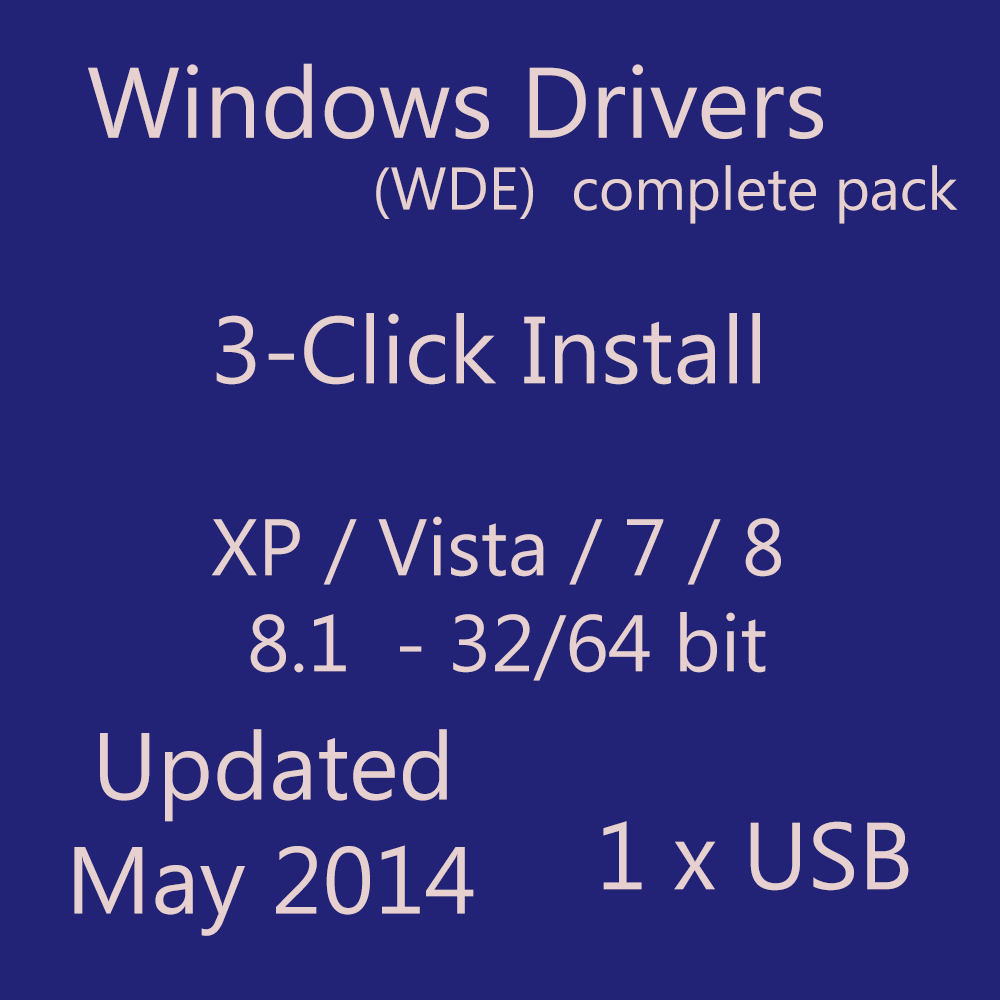 Windows Drivers
(WDE) complete pack
3-Click Install
XP / Vista / 7 / 8
8.1 - 32/64 bit
Updated
May 2014
1 x USB